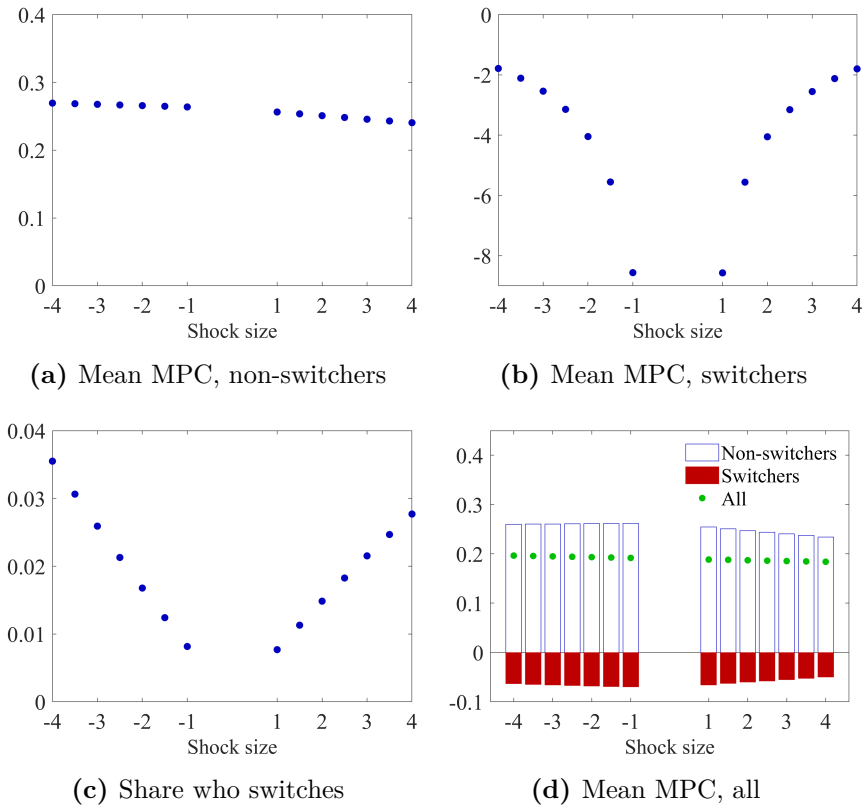 0.4
0.3
0.2
0.1
0
-4 -3 -2 -1 1 2 3 4
Shock size
(a) Mean MPC, non-switchers
0
-2
-4
-6
-8
-4 -3 -2 -1 1 2 3 4
Shock size
(b) Mean MPC, switchers
0.04
0.03
0.02
0.01
0
-4 -3 -2 -1 1 2 3 4
Shock size
(c) Share who switches
0.4
0.3
0.2
0.1
0
-0.1
Non-switchers
Switchers
All
-4 -3 -2 -1 1 2 3 4
Shock size
(d) Mean MPC, all